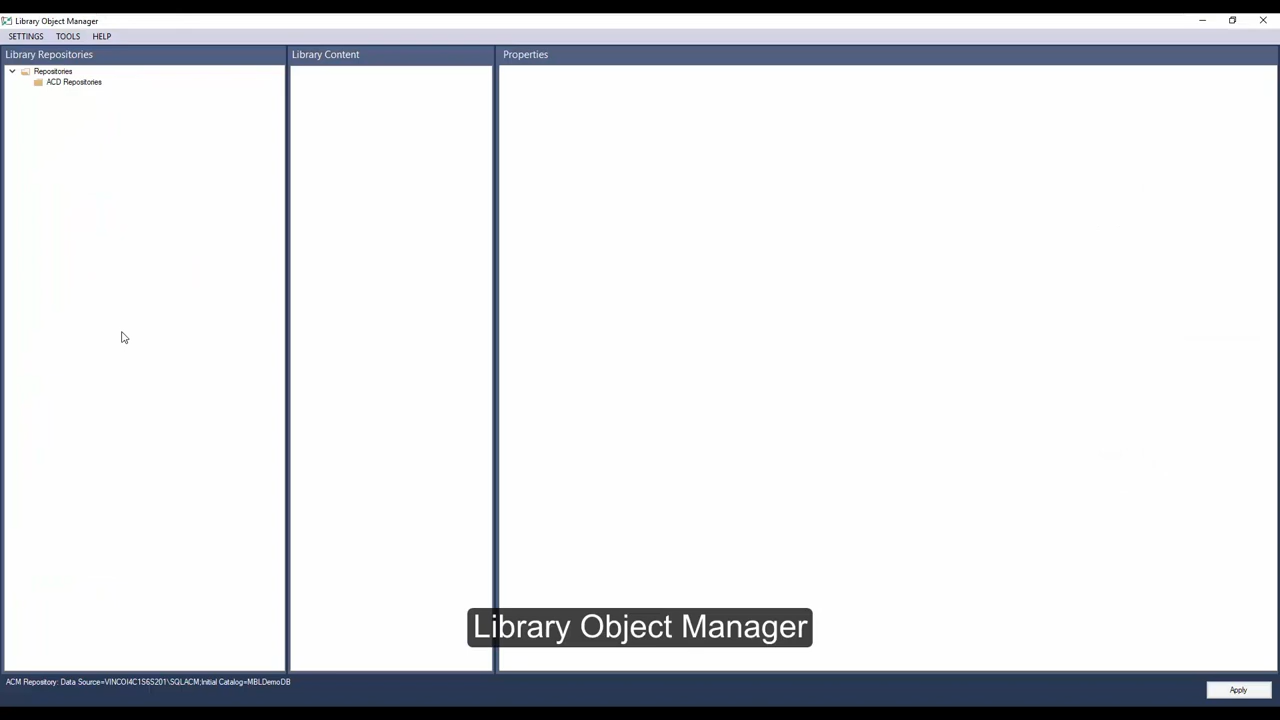 Library Object Manager
SETTINGS TOOLS HELP
Library Repositories
Repositories
ACD Repositories
Library Content
Properties
Library Object Manager
ACM Repository: Data Source=VINCOI4C1S6S201\SQLACM;Initial Catalog=MBLDemoDB
Apply